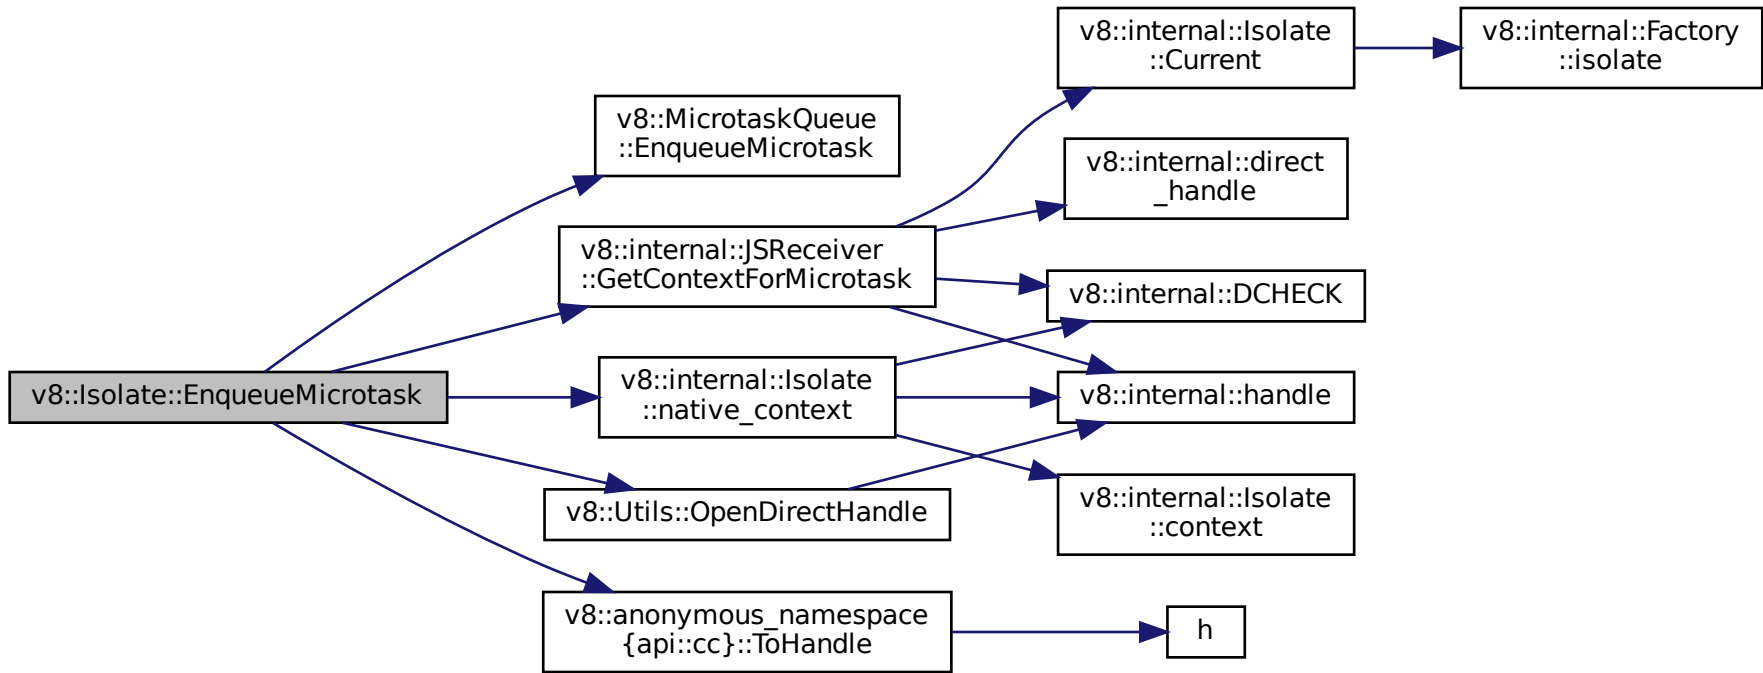 v8::Isolate::EnqueueMicrotask
v8::MicrotaskQueue
::EnqueueMicrotask
v8::internal::JSReceiver
::GetContextForMicrotask
v8::internal::Isolate
::native_context
v8::Utils::OpenDirectHandle
v8::anonymous_namespace
{api::cc}::ToHandle
v8::internal::Isolate
::Current
v8::internal::direct
_handle
v8::internal::DCHECK
v8::internal::handle
v8::internal::Isolate
::context
h
v8::internal::Factory
::isolate